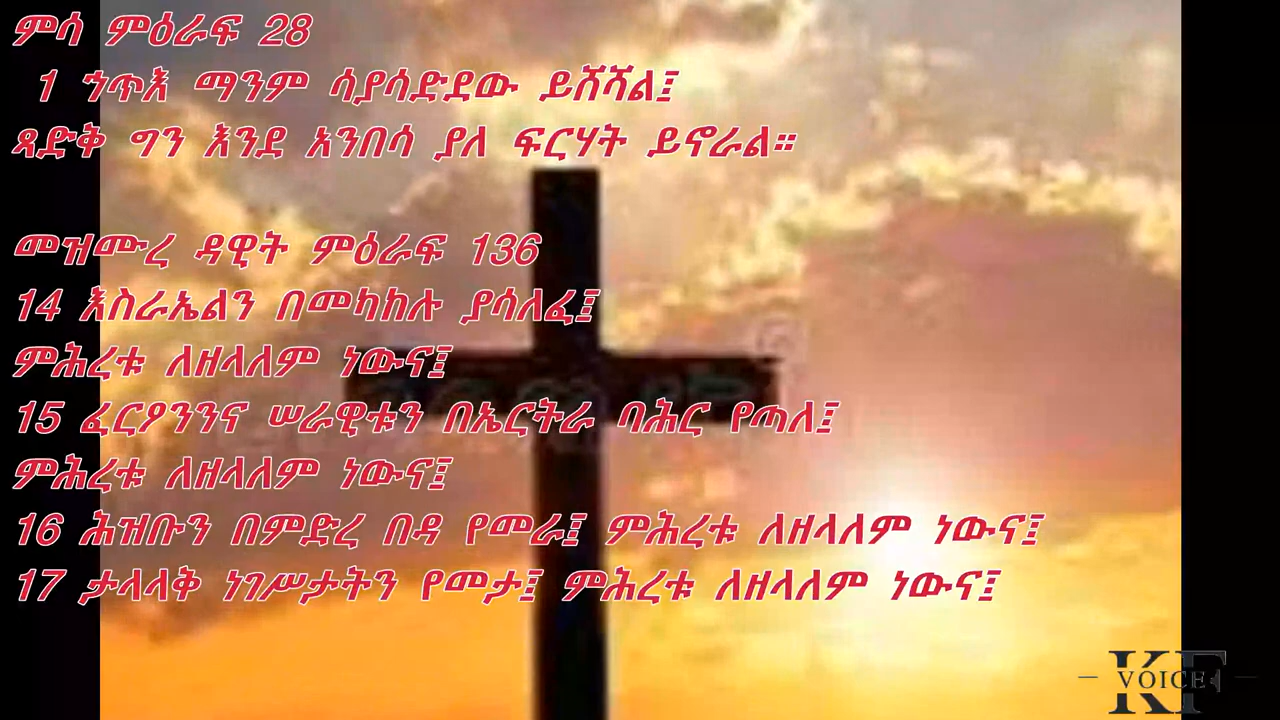 ምሳ ምዕራፍ 28
1 ኀጥእ ማንም ሳያሳድደው ይሸሻል፤
ጻድቅ ግን እንደ አንበሳ ያለ ፍርሃት ይኖራል።
መዝሙረ ዳዊት ምዕራፍ 136
14 እስራኤልን በመካከሉ ያሳለፈ፤
ምሕረቱ ለዘላለም ነውና፤
15 ፈርዖንንና ሠራዊቱን በኤርትራ ባሕር የጣለ፤
ምሕረቱ ለዘላለም ነውና፤
16 ሕዝቡን በምድረ በዳ የመራ፤ ምሕረቱ ለዘላለም ነውና፤
17 ታላላቅ ነገሥታትን የመታ፤ ምሕረቱ ለዘላለም ነውና፤
KF
VOICE